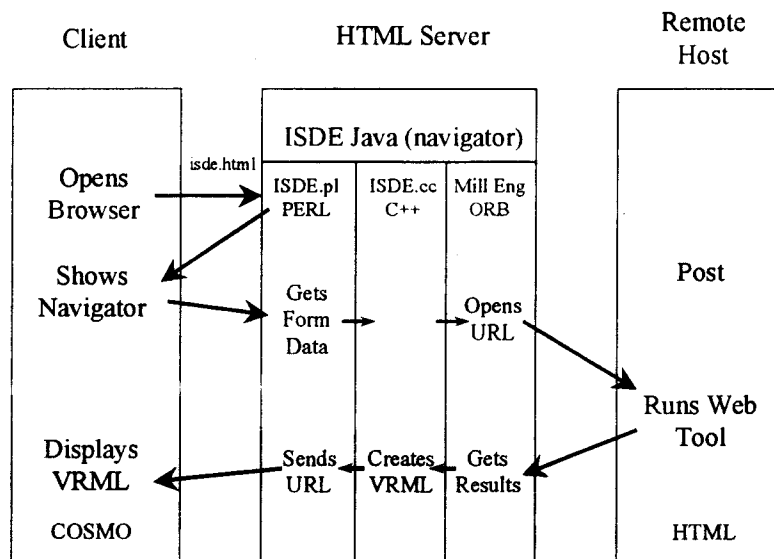 Client
HTML Server
Remote
Host
ISDE Java (navigator)
isde.html
Opens
Browser
ISDE.pl
PERL
ISDE.cc
C++
Mill Eng
ORB
Shows
Navigator
Gets
Form
Data
Opens
URL
Post
Runs Web
Tool
Displays
VRML
Sends
URL
Creates
VRML
Gets
Results
COSMO
HTML